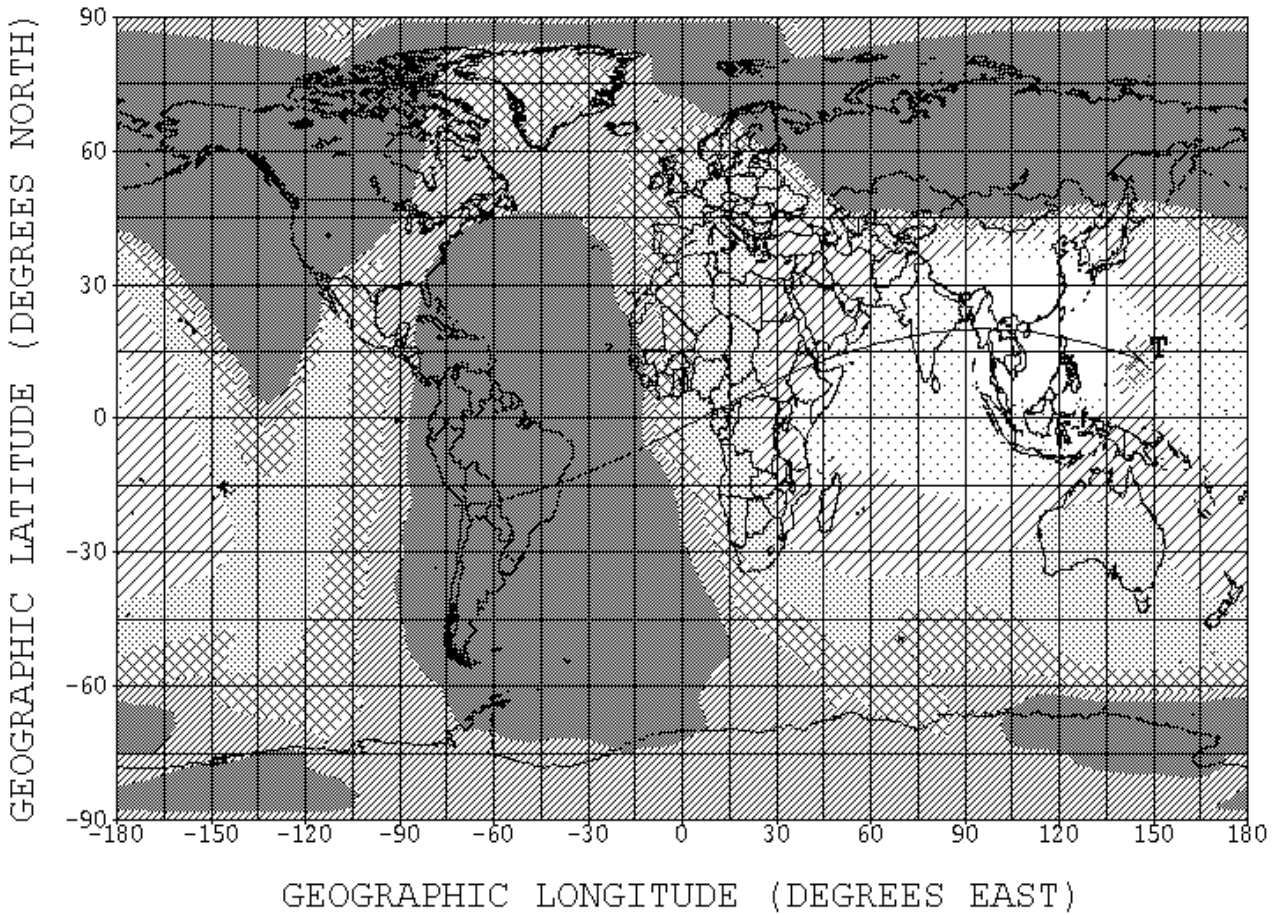 GEOGRAPHIC LATITUDE (DEGREES NORTH)
90
60
30
0
-30
-60
-90
T
-180 -150 -120 -90 -60 -30 0 30 60 90 120 150 180
GEOGRAPHIC LONGITUDE (DEGREES EAST)